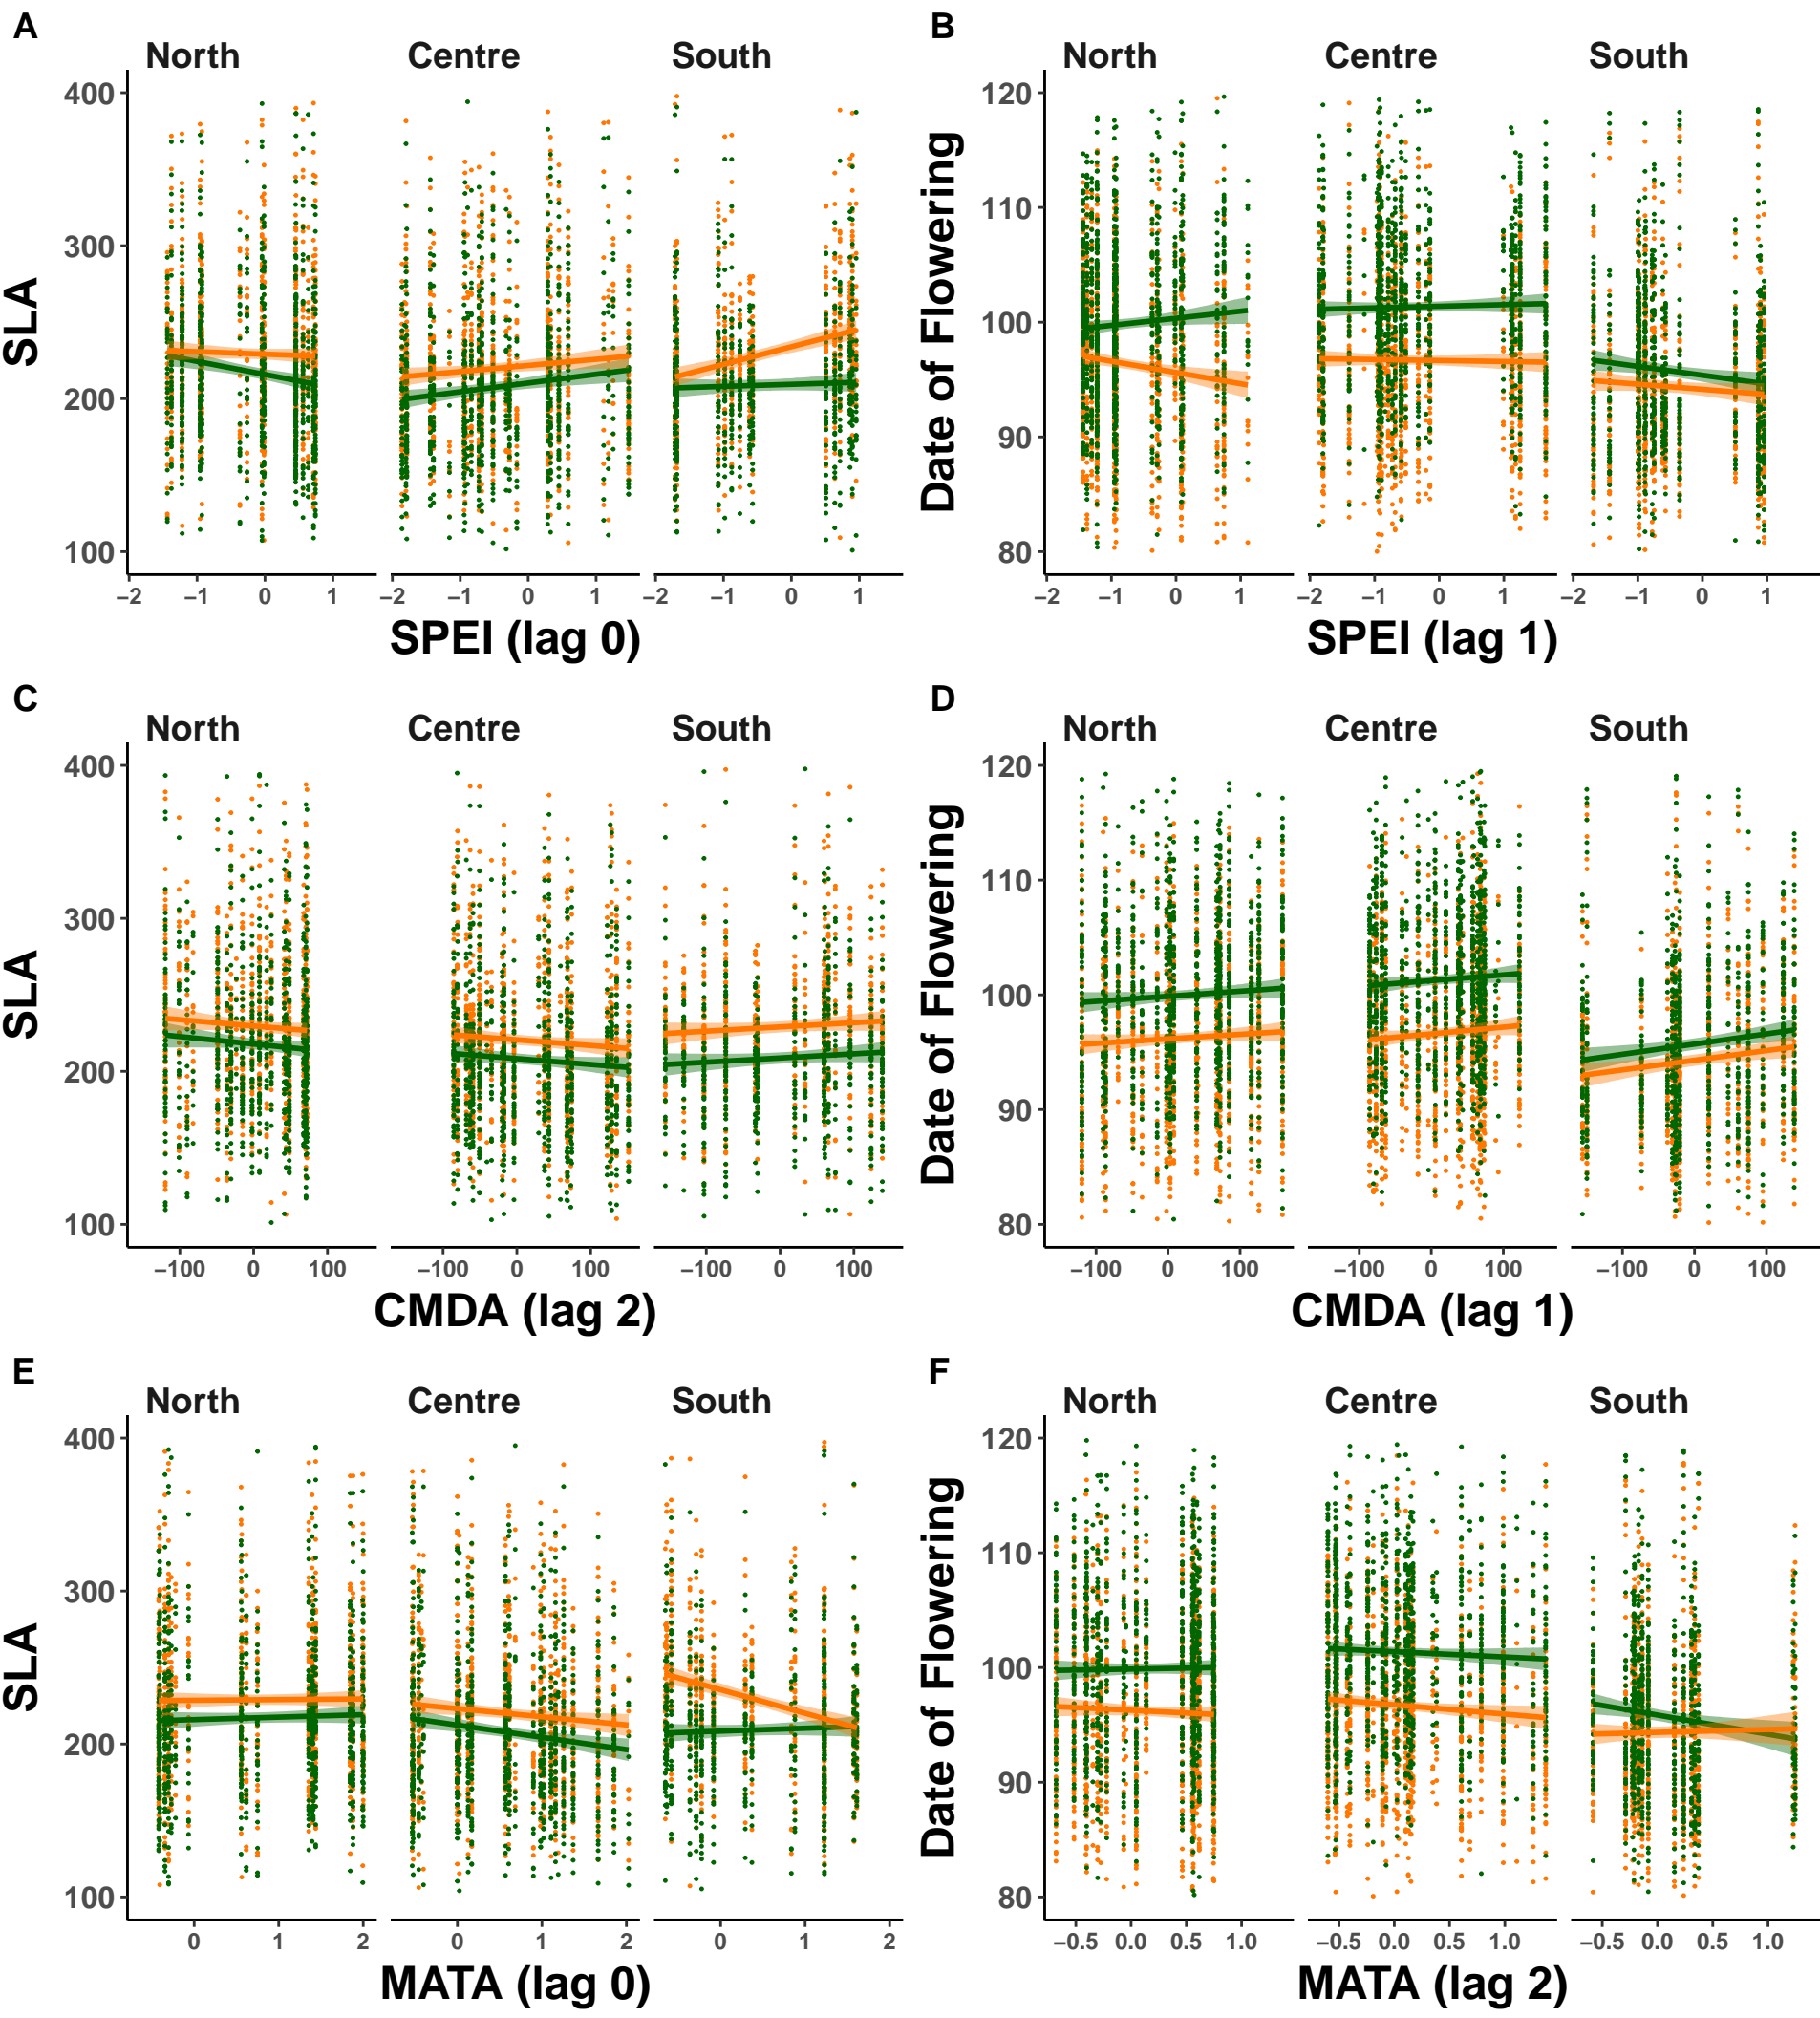 A B
North Centre South North Centre South
400
300
200
100
SLA
120
110
100
90
80
Date of Flowering
−2 −1 0 1 −2 −1 0 1 −2 −1 0 1
−2 −1 0 1 −2 −1 0 1 −2 −1 0 1
SPEI (lag 0) SPEI (lag 1)
C D
North Centre South North Centre South
400
300
200
100
SLA
120
110
100
90
80
Date of Flowering
−100 0 100 −100 0 100 −100 0 100
−100 0 100 −100 0 100 −100 0 100
CMDA (lag 2) CMDA (lag 1)
E F
North Centre South North Centre South
400
300
200
100
SLA
120
110
100
90
80
Date of Flowering
0 1 2 0 1 2 0 1 2
−0.5 0.0 0.5 1.0 −0.5 0.0 0.5 1.0 −0.5 0.0 0.5 1.0
MATA (lag 0) MATA (lag 2)